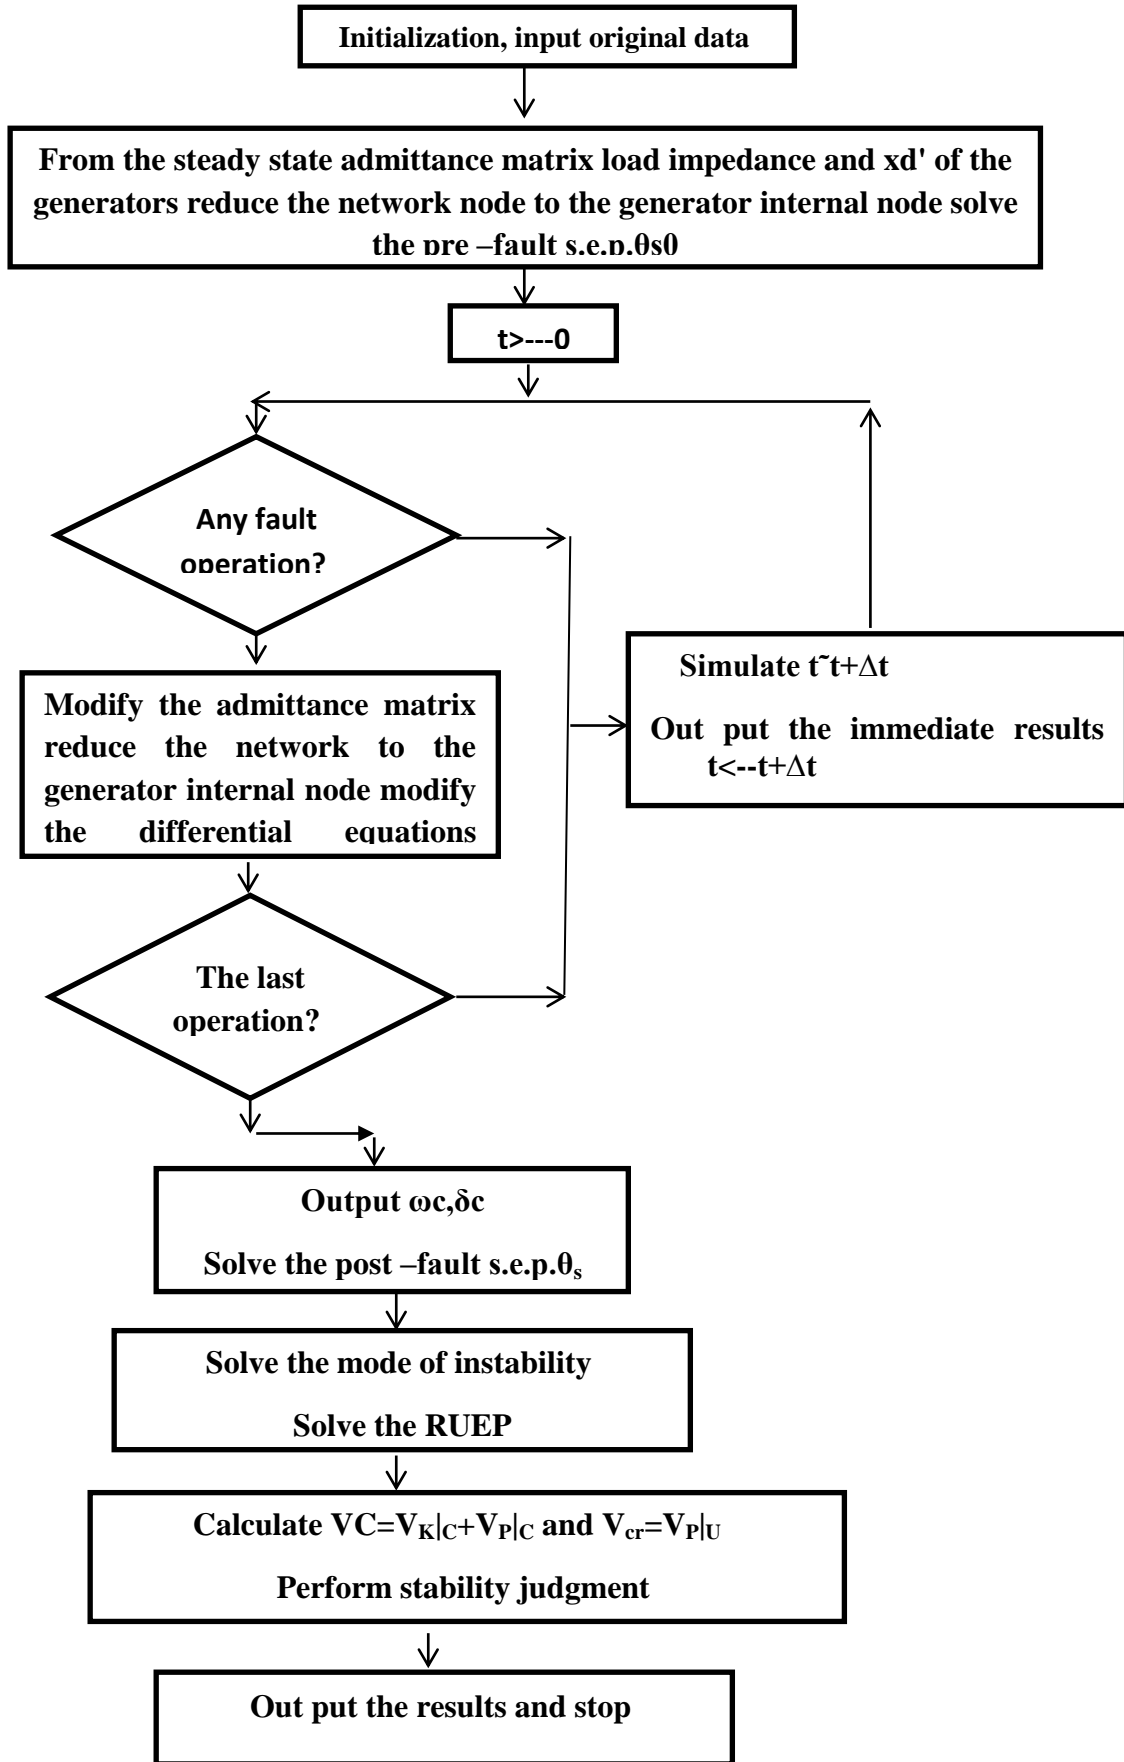 Initialization, input original data
From the steady state admittance matrix load impedance and xd' of the
generators reduce the network node to the generator internal node solve
the pre –fault s.e.p.θsθ
t>---0
Any fault
operation?
Simulate t˜t+∆t
Out put the immediate results
t<--t+∆t
Modify the admittance matrix
reduce the network to the
generator internal node modify
the differential equations
The last
operation?
Output ωc,δc
Solve the post –fault s.e.p.θs
Solve the mode of instability
Solve the RUEP
Calculate VC=VK|C+VP|C and Vcr=VP|U
Perform stability judgment
Out put the results and stop